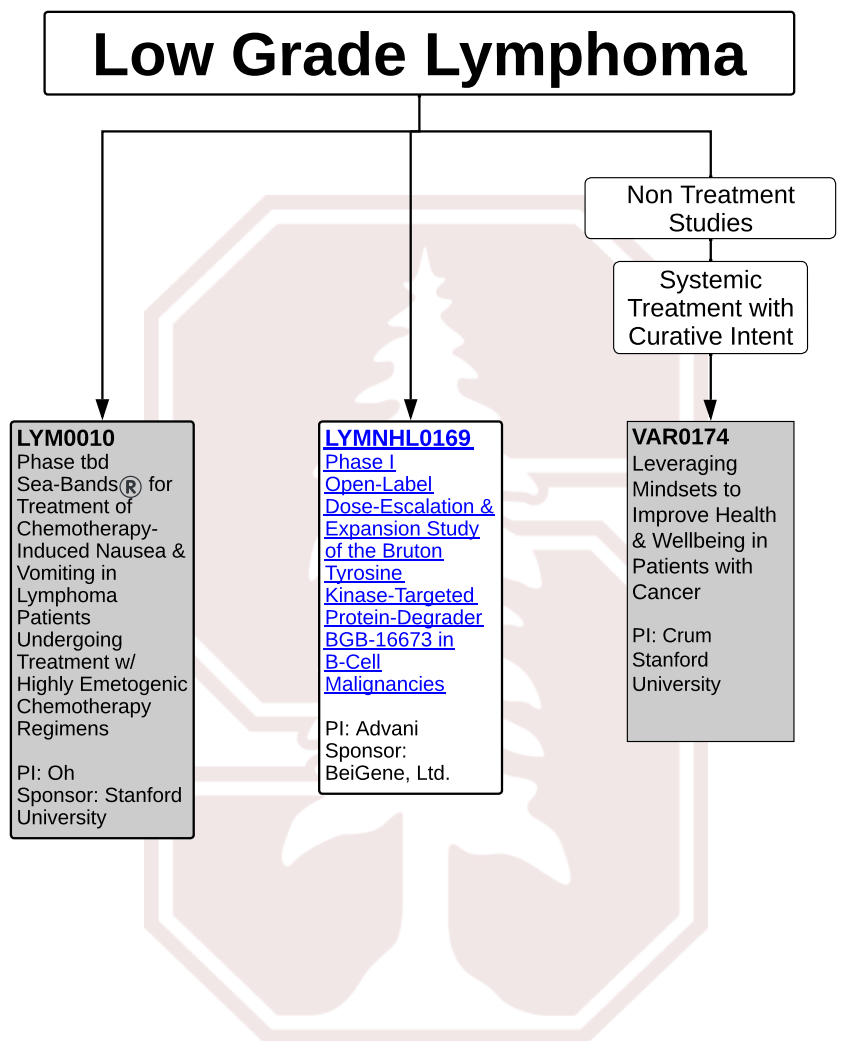 Low Grade Lymphoma
Non Treatment
Studies
Systemic
Treatment with
Curative Intent
LYM0010
Phase tbd
Sea-Bands® for
Treatment of
Chemotherapy-
Induced Nausea &
Vomiting in
Lymphoma
Patients
Undergoing
Treatment w/
Highly Emetogenic
Chemotherapy
Regimens
PI: Oh
Sponsor: Stanford
University
LYMNHL0169
Phase I
Open-Label
Dose-Escalation &
Expansion Study
of the Bruton
Tyrosine
Kinase-Targeted
Protein-Degrader
BGB-16673 in
B-Cell
Malignancies
PI: Advani
Sponsor:
BeiGene, Ltd.
VAR0174
Leveraging
Mindsets to
Improve Health
& Wellbeing in
Patients with
Cancer
PI: Crum
Stanford
University